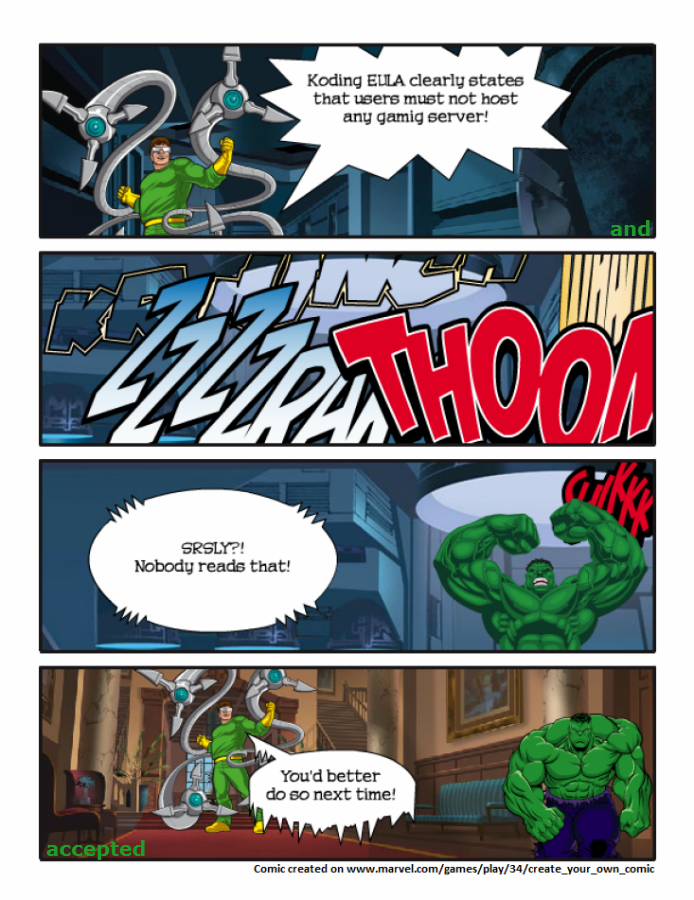 Koding EULA clearly states
that users must not host
any gamig server!
and
THOOM
SRSLY?!
Nobody reads that!
You'd better
do so next time!
accepted
Comic created on www.marvel.com/games/play/34/create_your_own_comic